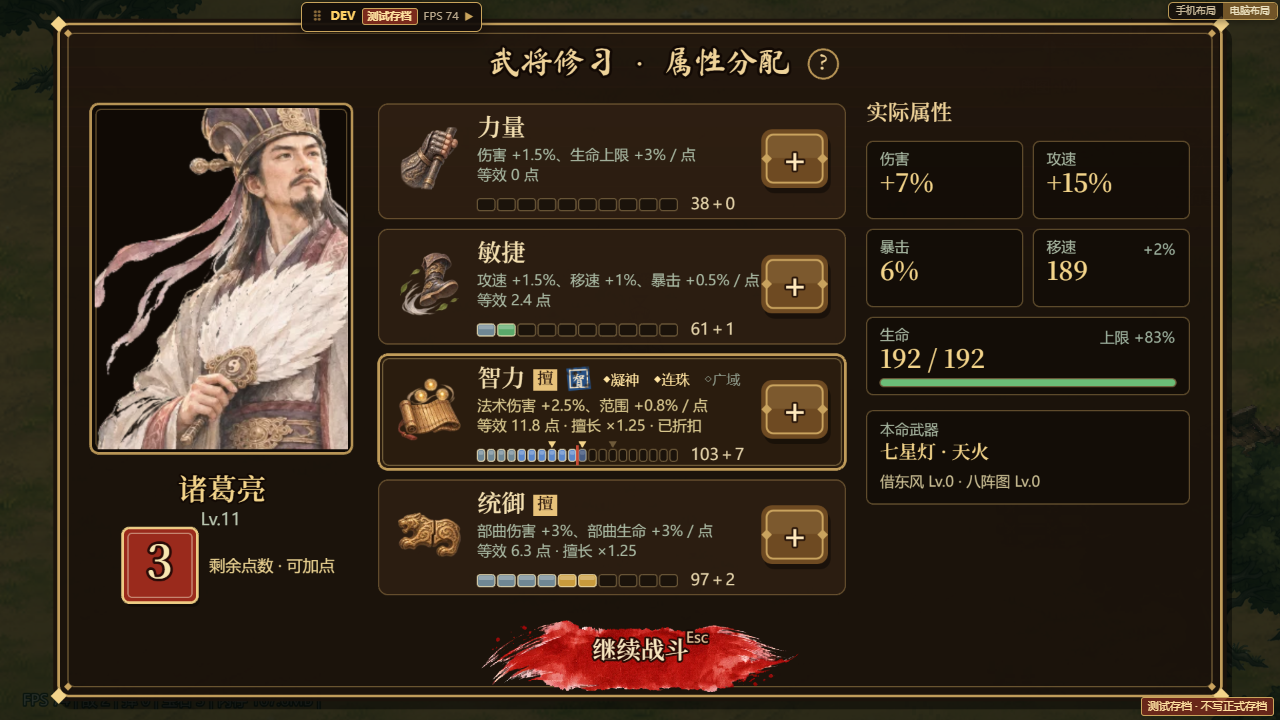 DEV 测试存档 FPS 74 ▶
手机布局 电脑布局
武将修习 · 属性分配 ?
诸葛亮
Lv.11
3 剩余点数 · 可加点
力量
伤害 +1.5%、生命上限 +3% / 点
等效 0 点
38 + 0
+
敏捷
攻速 +1.5%、移速 +1%、暴击 +0.5% / 点
等效 2.4 点
61 + 1
+
智力 擅 ◆凝神 ◆连珠 ◇广域
法术伤害 +2.5%、范围 +0.8% / 点
等效 11.8 点 · 擅长 ×1.25 · 已折扣
103 + 7
+
统御 擅
部曲伤害 +3%、部曲生命 +3% / 点
等效 6.3 点 · 擅长 ×1.25
97 + 2
+
实际属性
伤害
+7%
攻速
+15%
暴击
6%
移速 +2%
189
生命 上限 +83%
192 / 192
本命武器
七星灯 · 天火
借东风 Lv.0 · 八阵图 Lv.0
继续战斗 Esc
测试存档 · 不写正式存档